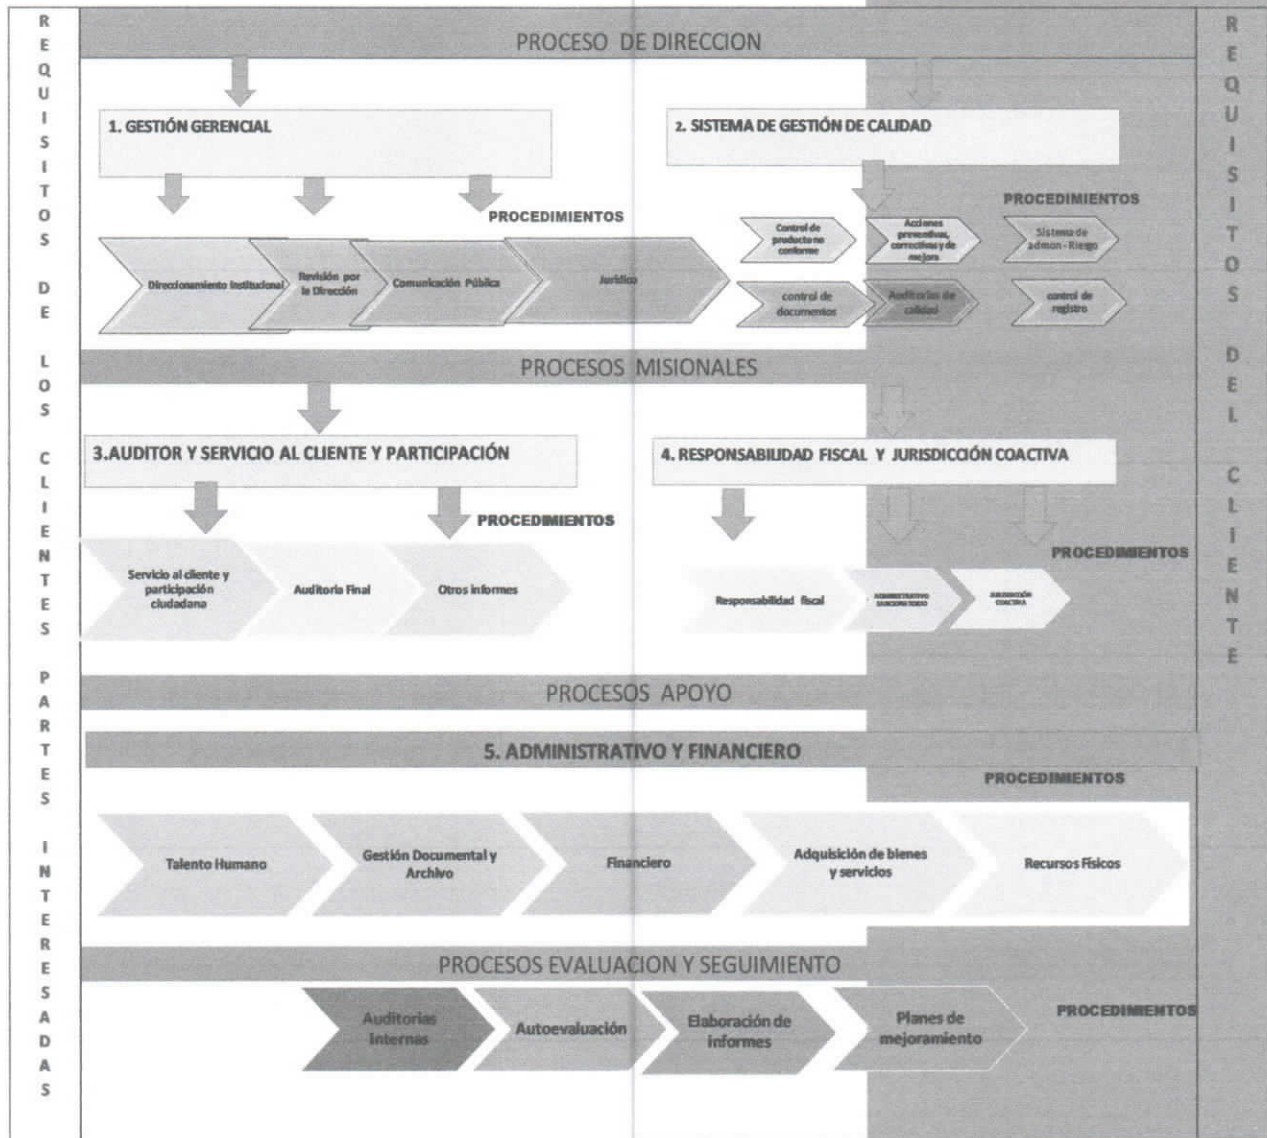 REQUISITOS DE LOS CLIENTES PARTES INTERESADAS
PROCESO DE DIRECCION
1. GESTIÓN GERENCIAL
2. SISTEMA DE GESTIÓN DE CALIDAD
PROCEDIMIENTOS
Direccionamiento Institucional
Revisión por
la Dirección
Comunicación Pública
Jurídico
PROCEDIMIENTOS
Control de
producto no
conforme
Acciones
preventivas,
correctivas y de
mejora
Sistema de
admon - Riesgo
control de
documentos
Auditorias de
calidad
control de
registro
PROCESOS MISIONALES
3.AUDITOR Y SERVICIO AL CLIENTE Y PARTICIPACIÓN
4. RESPONSABILIDAD FISCAL Y JURISDICCIÓN COACTIVA
PROCEDIMIENTOS
Servicio al cliente y
participación
ciudadana
Auditoria Final
Otros informes
PROCEDIMIENTOS
Responsabilidad fiscal
ADMINISTRATIVO
SANCIONATORIO
JURISDICCIÓN
COACTIVA
PROCESOS APOYO
5. ADMINISTRATIVO Y FINANCIERO
PROCEDIMIENTOS
Talento Humano
Gestión Documental y
Archivo
Financiero
Adquisición de bienes
y servicios
Recursos Físicos
PROCESOS EVALUACION Y SEGUIMIENTO
PROCEDIMIENTOS
Auditorias
Internas
Autoevaluación
Elaboración de
informes
Planes de
mejoramiento
REQUISITOS DEL CLIENTE